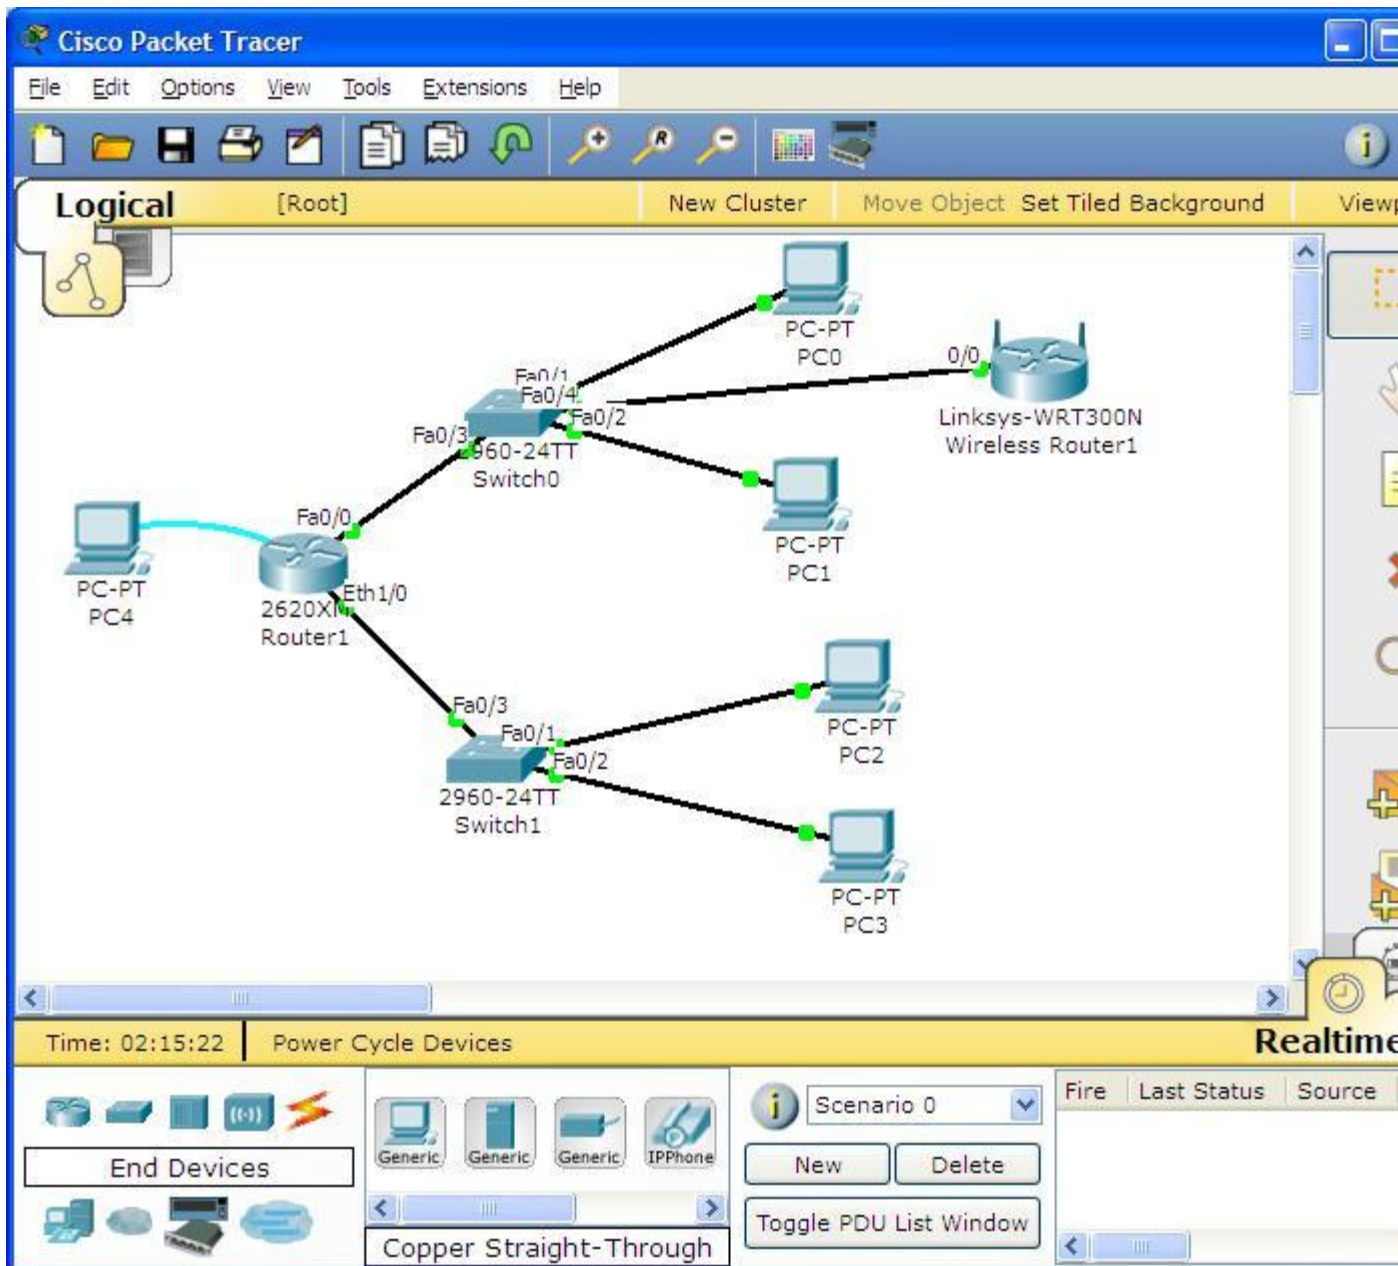 Cisco Packet Tracer
File Edit Options View Tools Extensions Help
R
i
Logical [Root] New Cluster Move Object Set Tiled Background
PC-PT
PC0
0/0
Linksys-WRT300N
Wireless Router1
Fa0/1
Fa0/4
Fa0/2
Fa0/3
2960-24TT
Switch0
PC-PT
PC1
Fa0/0
PC-PT
PC4
Eth1/0
2620XM
Router1
Fa0/3
Fa0/1
Fa0/2
2960-24TT
Switch1
PC-PT
PC2
PC-PT
PC3
Time: 02:15:22 Power Cycle Devices Realtime
Fire Last Status Source
i Scenario 0
Generic Generic Generic IPPhone
End Devices
New Delete
Toggle PDU List Window
Copper Straight-Through